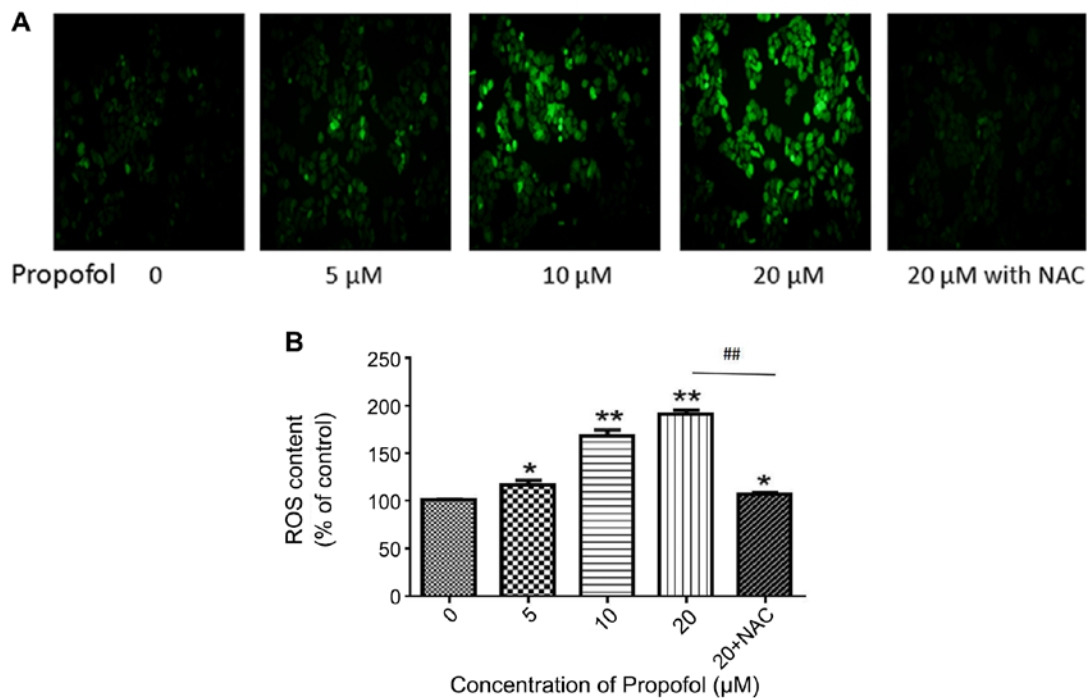 A
Propofol 0 5 µM 10 µM 20 µM 20 µM with NAC
B
ROS content
(% of control)
250
200
150
100
50
0
*
**
**
##
*
0 5 10 20 20+NAC
Concentration of Propofol (µM)